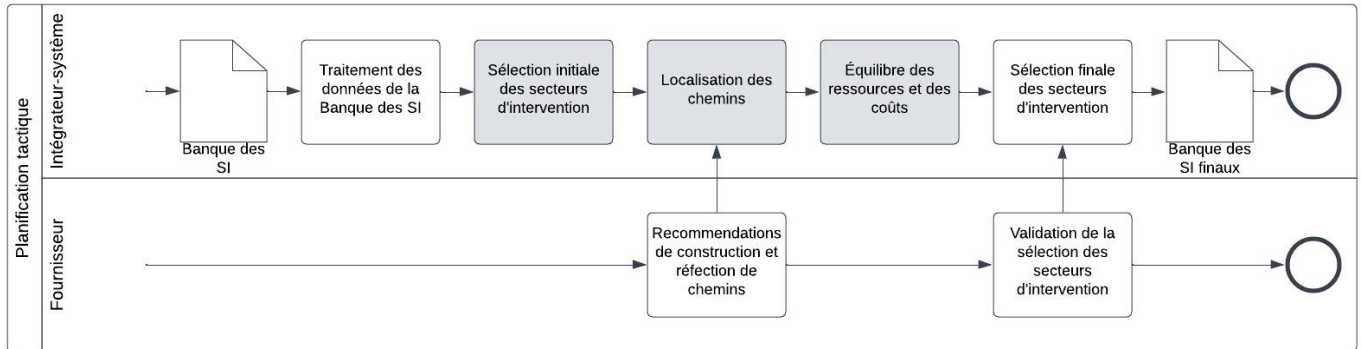 Planification tactique
Intégrateur-système
Banque des
SI
Traitement des
données de la
Banque des SI
Sélection initiale
des secteurs
d'intervention
Localisation des
chemins
Équilibre des
ressources et des
coûts
Sélection finale
des secteurs
d'intervention
Banque des
SI finaux
Fournisseur
Recommendations
de construction et
réfection de
chemins
Validation de la
sélection des
secteurs
d'intervention